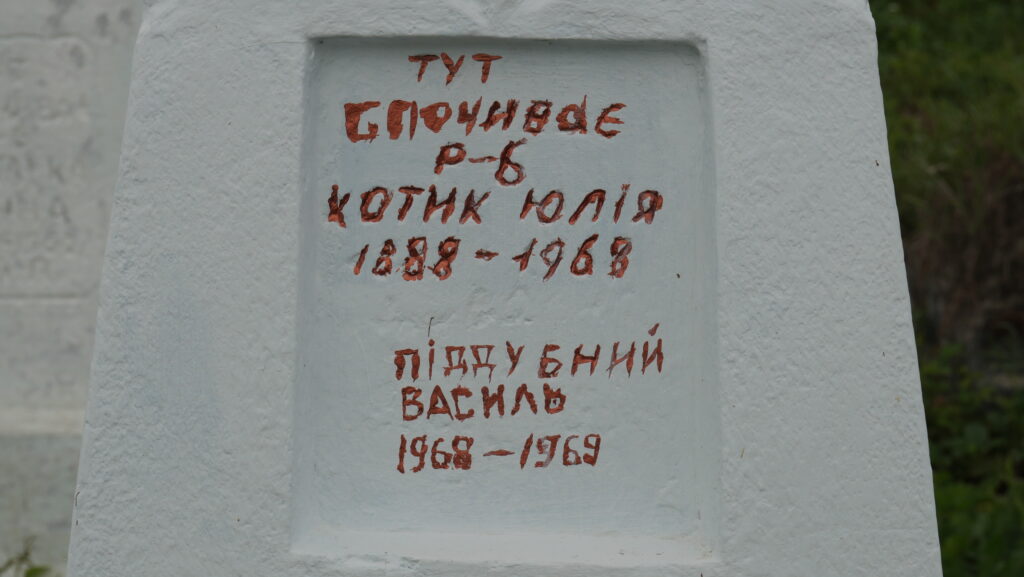 ТУТ
СПОЧИВАЄ
Р-Б
КОТИК ЮЛІЯ
1888-1968
ПІДДУБНИЙ
ВАСИЛЬ
1968-1969